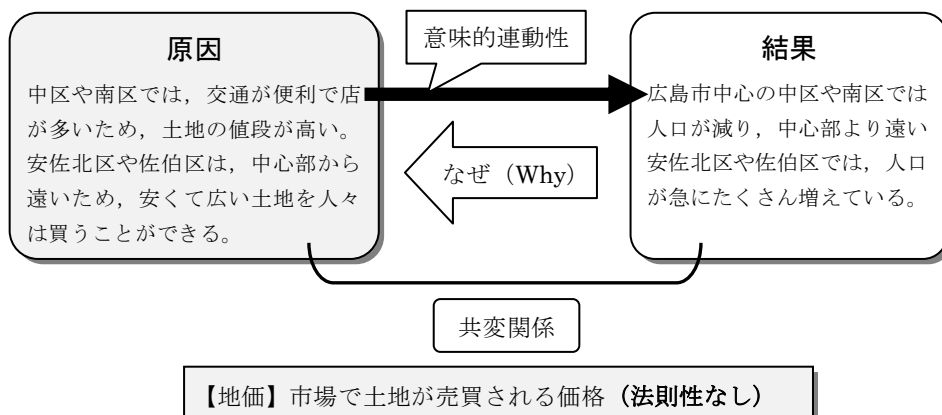 意味的連動性
原因
中区や南区では，交通が便利で店
が多いため，土地の値段が高い。
安佐北区や佐伯区は，中心部から
遠いため，安くて広い土地を人々
は買うことができる。
なぜ（Why）
結果
広島市中心の中区や南区では
人口が減り，中心部より遠い
安佐北区や佐伯区では，人口
が急にたくさん増えている。
共変関係
【地価】市場で土地が売買される価格（法則性なし）